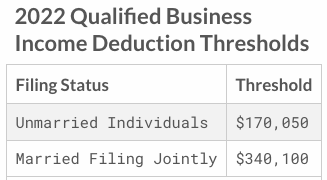 2022 Qualified Business
Income Deduction Thresholds
Filing Status Threshold
Unmarried Individuals $170,050
Married Filing Jointly $340,100